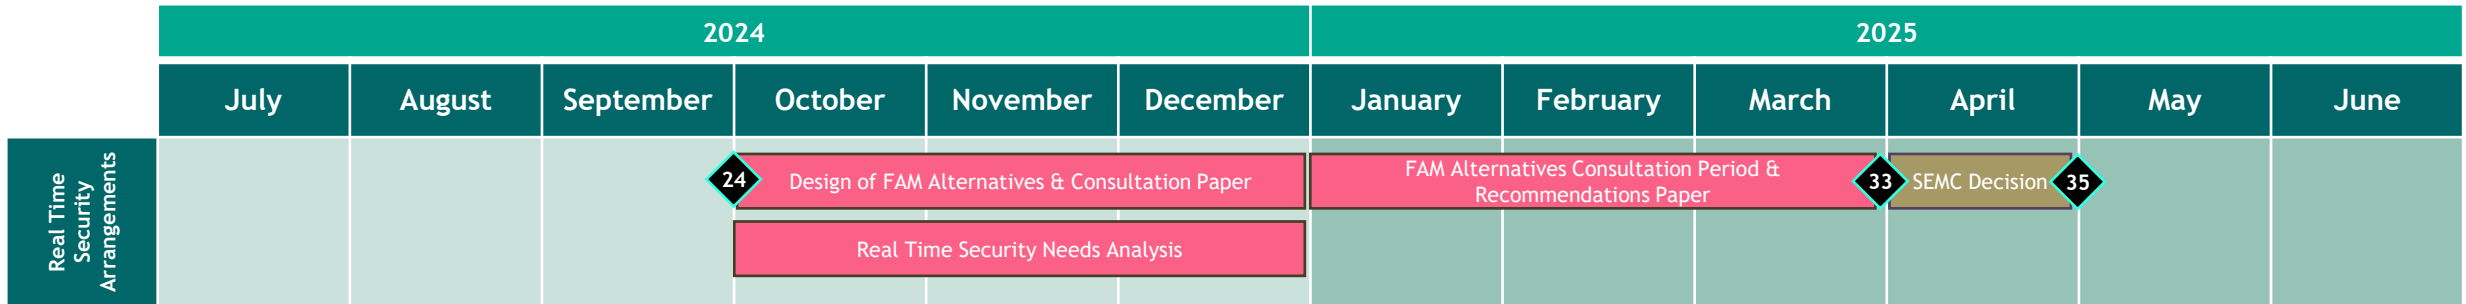 2024
2025
July
August
September
October
November
December
January
February
March
April
May
June
Real Time
Security
Arrangements
24
Design of FAM Alternatives & Consultation Paper
FAM Alternatives Consultation Period &
Recommendations Paper
33
SEMC Decision
35
Real Time Security Needs Analysis